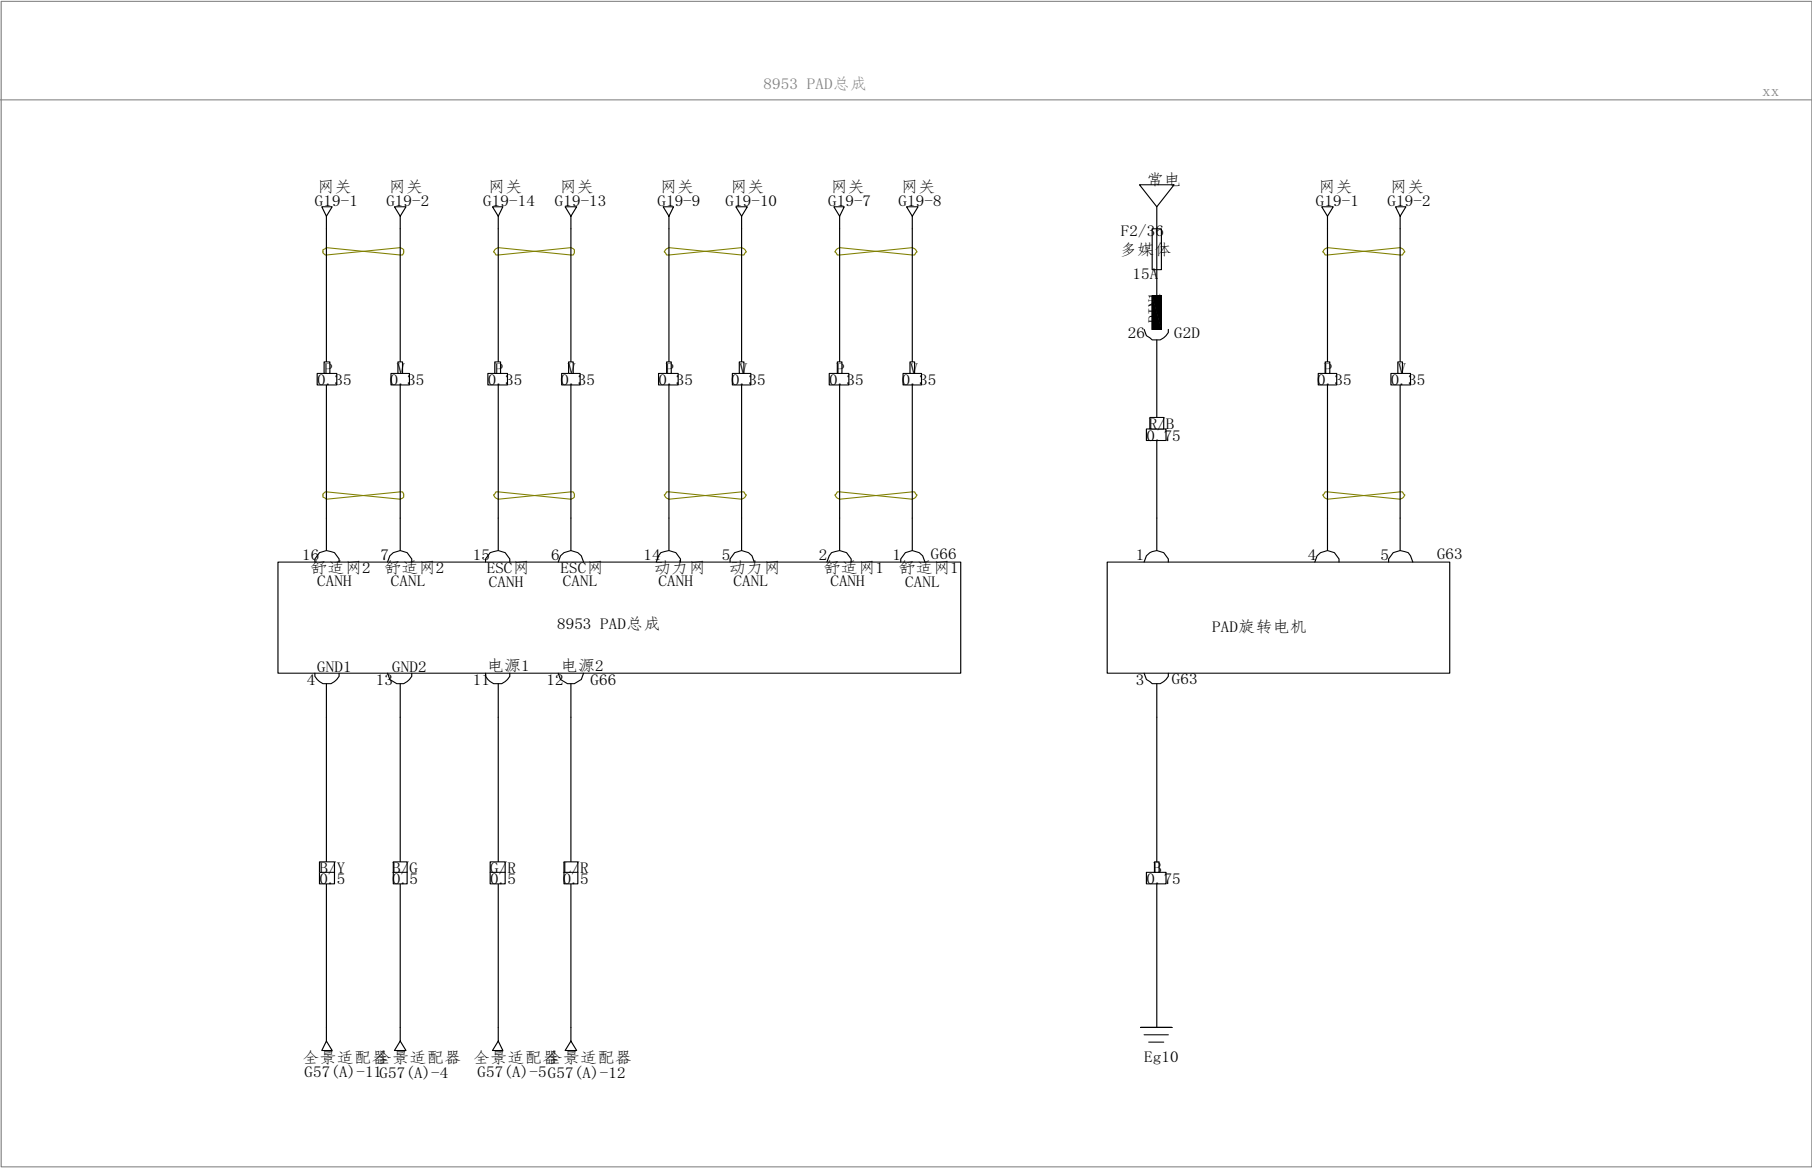 8953 PAD总成
xx
网关
G19-1
网关
G19-2
网关
G19-14
网关
G19-13
网关
G19-9
网关
G19-10
网关
G19-7
网关
G19-8
常电
网关
G19-1
网关
G19-2
F2/36
多媒体
15A
26
G2D
P
0.35
V
0.35
P
0.35
V
0.35
P
0.35
V
0.35
P
0.35
V
0.35
P
0.35
V
0.35
R/B
0.75
16
7
15
6
14
5
2
1
G66
1
4
5
G63
舒适网2
CANH
舒适网2
CANL
ESC网
CANH
ESC网
CANL
动力网
CANH
动力网
CANL
舒适网1
CANH
舒适网1
CANL
8953 PAD总成
PAD旋转电机
GND1
GND2
电源1
电源2
4
13
11
12
G66
3
G63
B/Y
0.5
B/G
0.5
G/R
0.5
L/R
0.5
B
0.75
全景适配器
G57(A)-11
全景适配器
G57(A)-4
全景适配器
G57(A)-5
全景适配器
G57(A)-12
Eg10